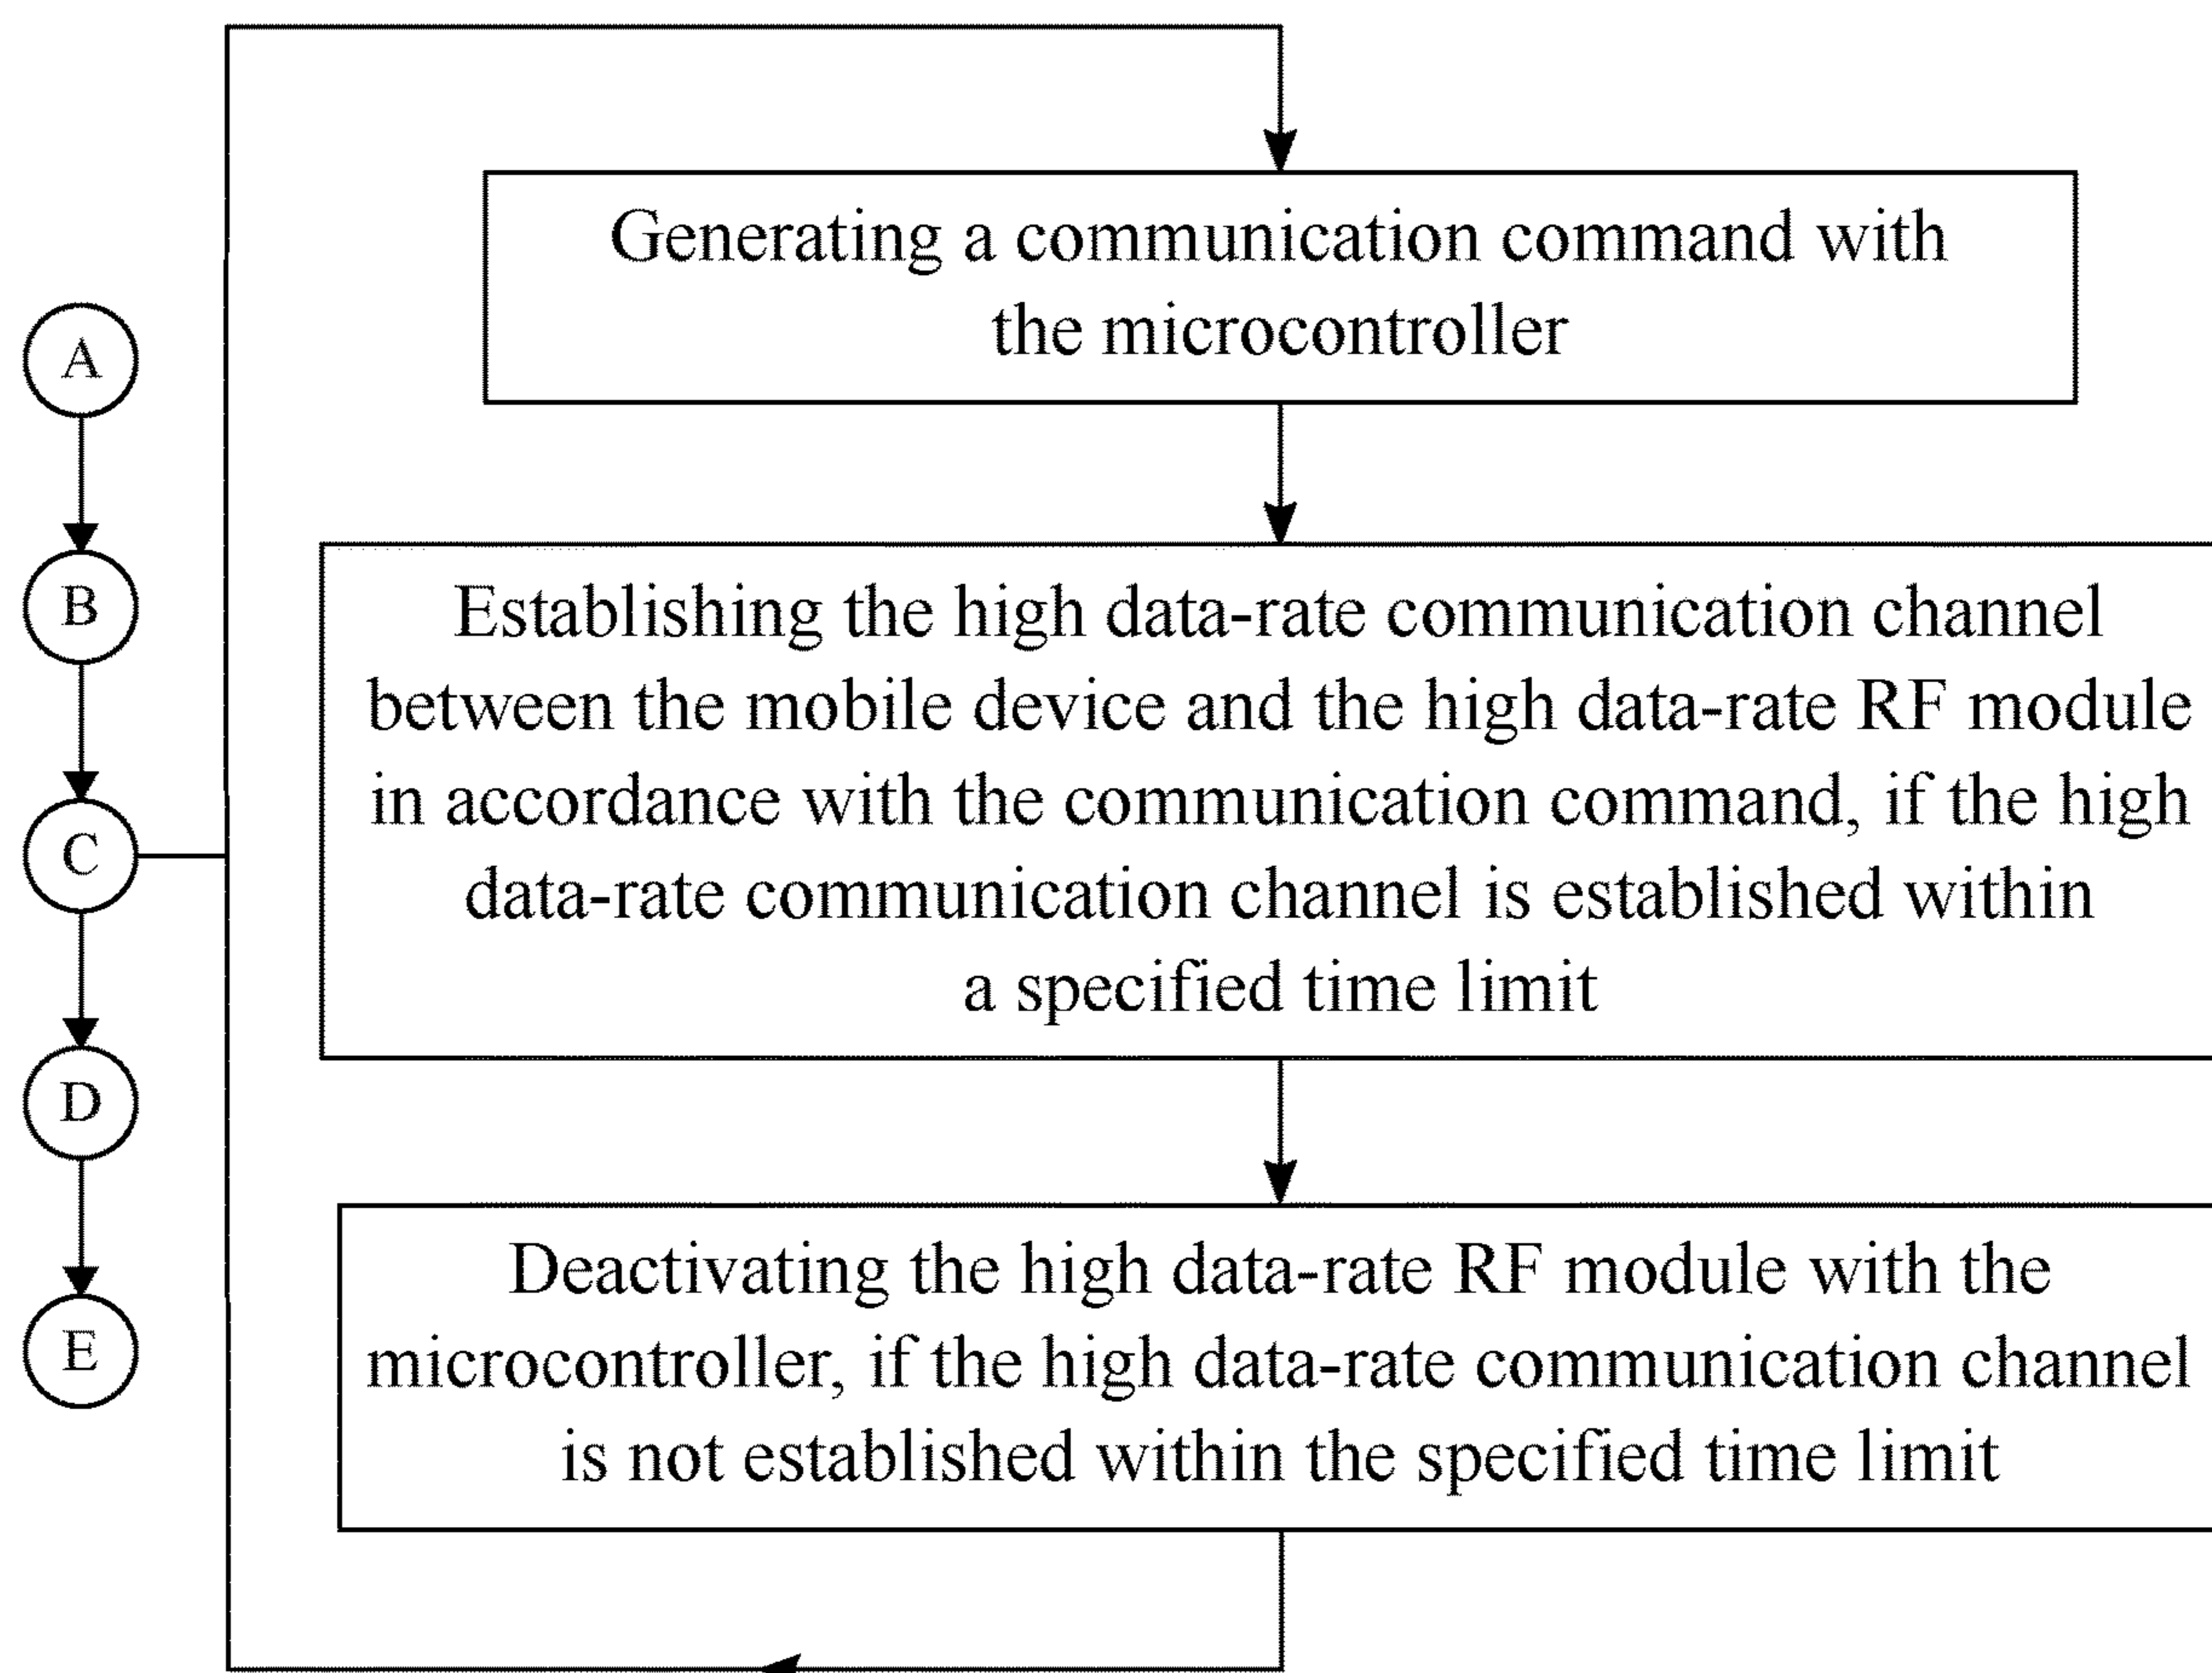 A
B
C
D
E
Generating a communication command with
the microcontroller
Establishing the high data-rate communication channel
between the mobile device and the high data-rate RF module
in accordance with the communication command, if the high
data-rate communication channel is established within
a specified time limit
Deactivating the high data-rate RF module with the
microcontroller, if the high data-rate communication channel
is not established within the specified time limit